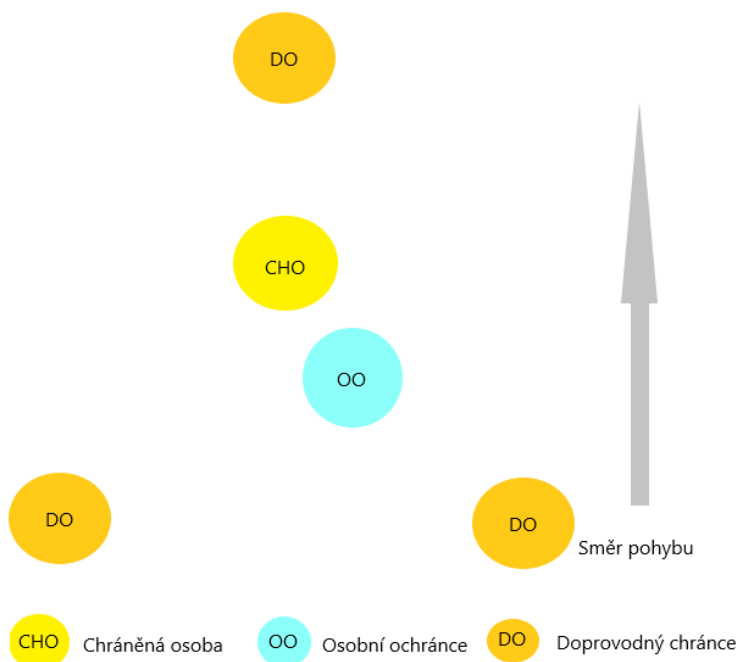 DO
CHO
OO
DO
DO
Směr pohybu
CHO Chráněná osoba OO Osobní ochránce DO Doprovodný chránce